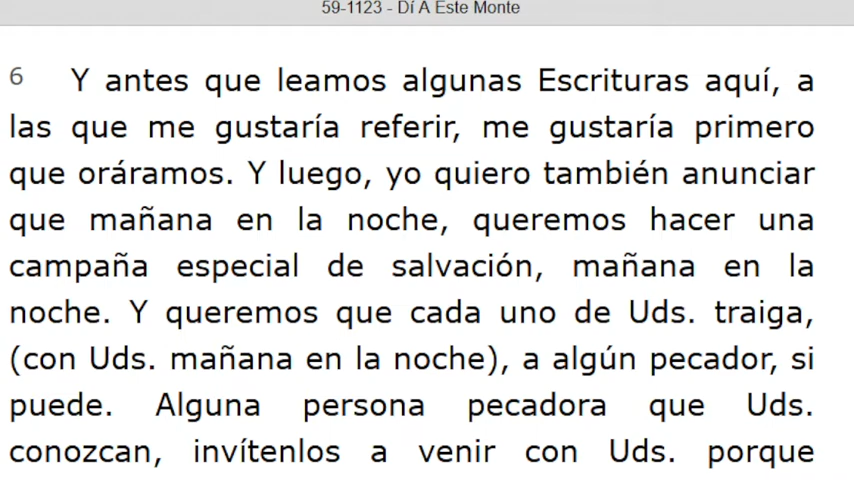 59-1123 - Dí A Este Monte
6 Y antes que leamos algunas Escrituras aquí, a
las que me gustaría referir, me gustaría primero
que oráramos. Y luego, yo quiero también anunciar
que mañana en la noche, queremos hacer una
campaña especial de salvación, mañana en la
noche. Y queremos que cada uno de Uds. traiga,
(con Uds. mañana en la noche), a algún pecador, si
puede. Alguna persona pecadora que Uds.
conozcan, invítenlos a venir con Uds. porque